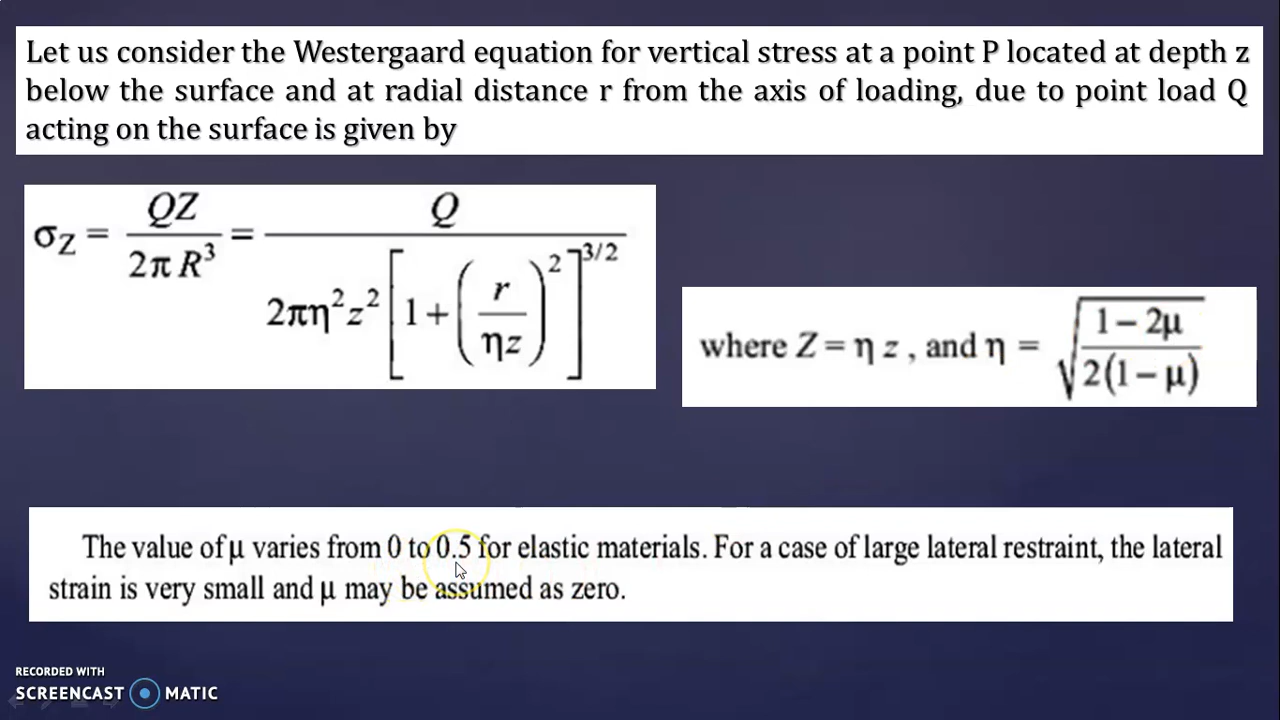 Let us consider the Westergaard equation for vertical stress at a point P located at depth z
below the surface and at radial distance r from the axis of loading, due to point load Q
acting on the surface is given by
σ_Z = QZ / (2π R³) = Q / (2πη²z² [1 + (r / ηz)²]^{3/2})
where Z = η z , and η = √((1 − 2μ) / (2(1 − μ)))
The value of μ varies from 0 to 0.5 for elastic materials. For a case of large lateral restraint, the lateral
strain is very small and μ may be assumed as zero.
RECORDED WITH
SCREENCAST MATIC